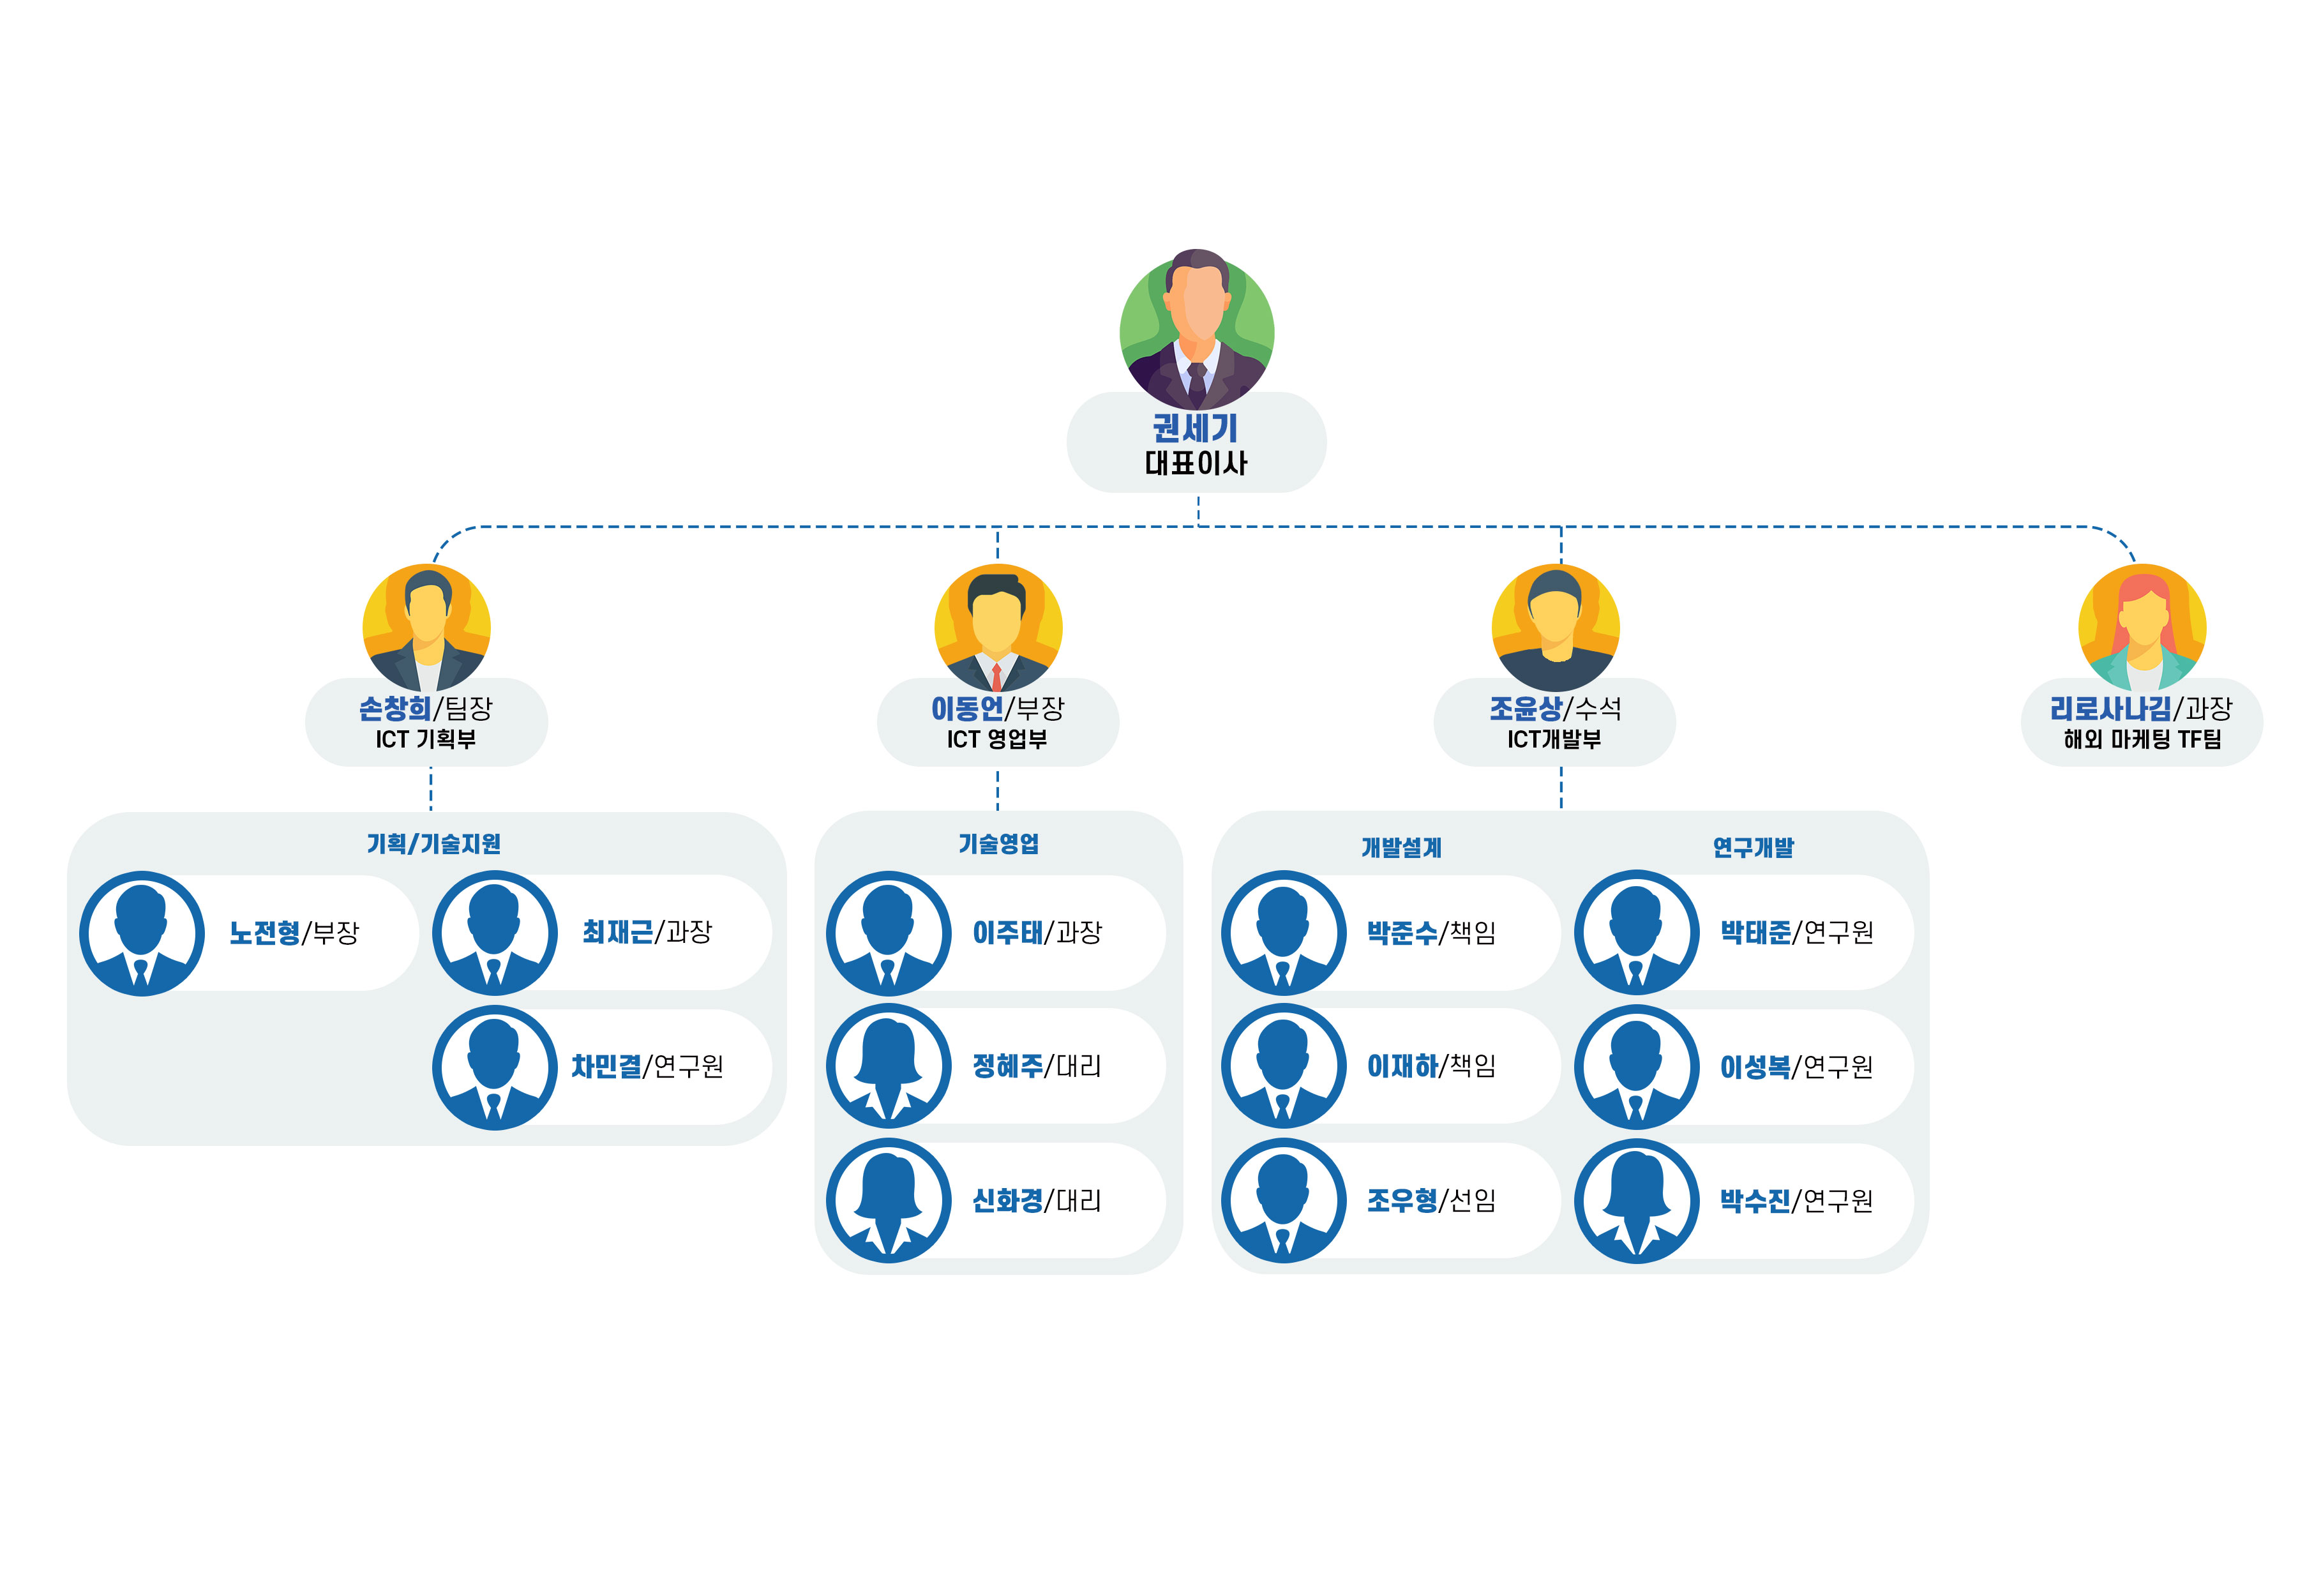 권세기
대표이사
손창희/팀장
ICT 기획부
이동언/부장
ICT 영업부
조윤상/수석
ICT개발부
리로사나김/과장
해외 마케팅 TF팀
기획/기술지원
노전형/부장
최재근/과장
차민결/연구원
기술영업
이주태/과장
정혜주/대리
신화경/대리
개발설계
박준수/책임
이재하/책임
조우형/선임
연구개발
박태준/연구원
이성복/연구원
박수진/연구원